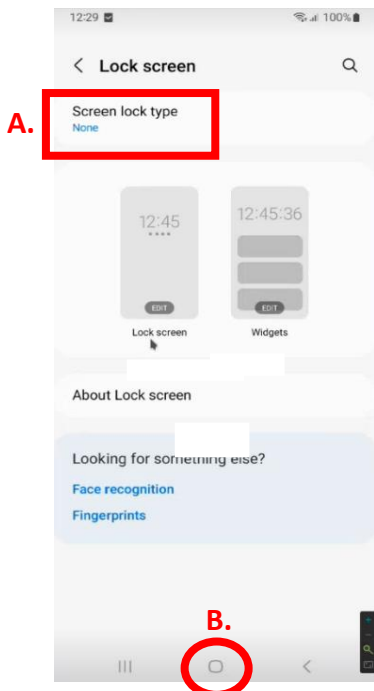 12:29 100%
Lock screen
A.
Screen lock type
None
12:45
12:45:36
EDIT EDIT
Lock screen Widgets
About Lock screen
Looking for something else?
Face recognition
Fingerprints
B.